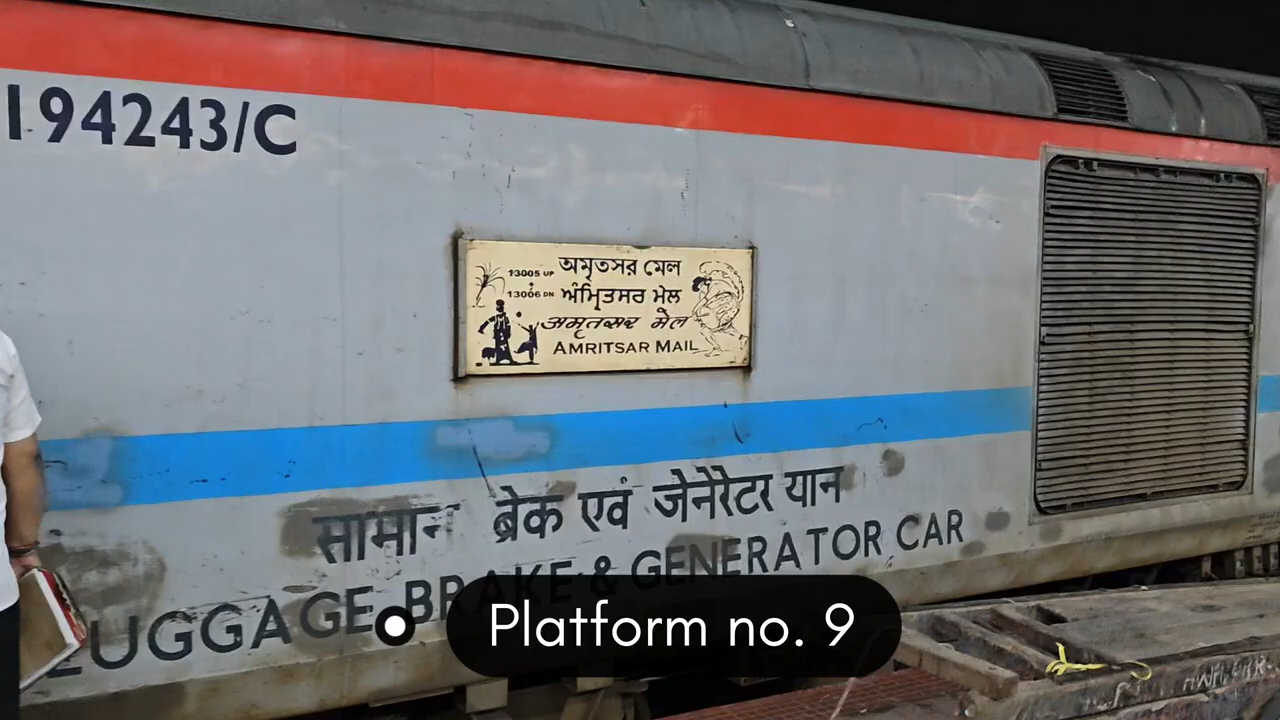 194243/C
13005 UP অমৃতসর মেল
13006 DN ਅੰਮ੍ਰਿਤਸਰ ਮੇਲ
अमृतसर मेल
AMRITSAR MAIL
सामान ब्रेक एवं जेनेरेटर यान
LUGGAGE BRAKE & GENERATOR CAR
Platform no. 9